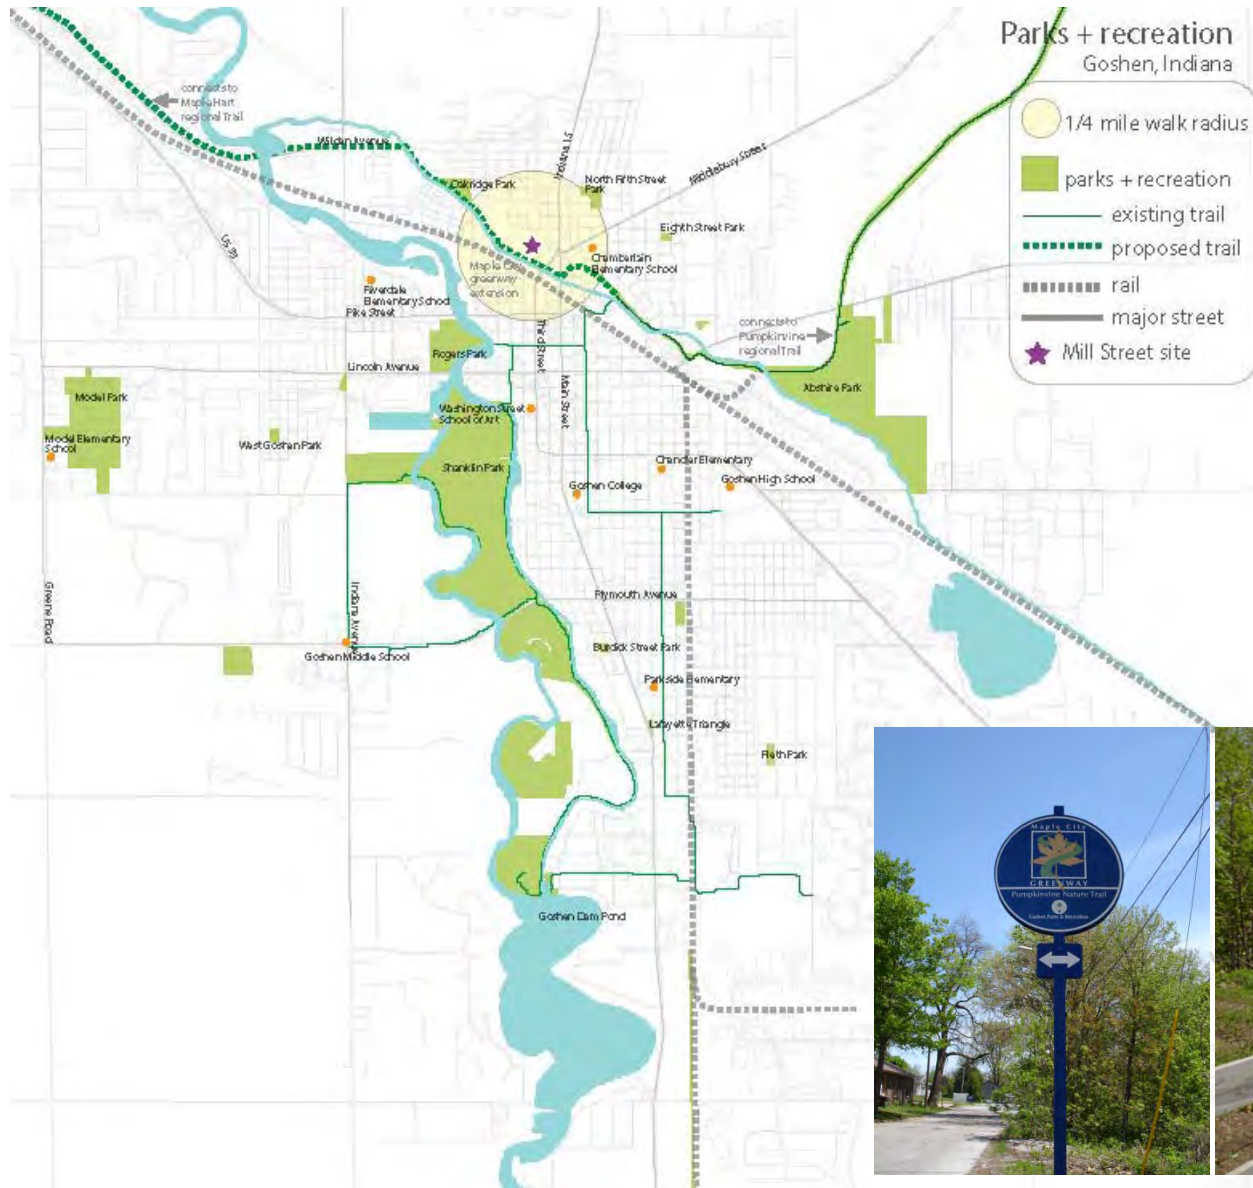 Parks + recreation
Goshen, Indiana
1/4 mile walk radius
parks + recreation
existing trail
proposed trail
rail
major street
Mill Street site
connects to
Maple Hart
regional Trail
Wilden Avenue
Indiana 15
Middlebury Street
Oakridge Park
North Fifth Street
Park
Eighth Street Park
US 33
Chamberlain
Elementary School
Maple City
greenway
extension
Riverdale
Elementary School
Pike Street
connects to
Pumpkinvine
regional Trail
Third Street
Rogers Park
Lincoln Avenue
Main Street
Abshire Park
Model Park
Washington Street
School of Art
Model Elementary
School
West Goshen Park
Shanklin Park
Chandler Elementary
Goshen College
Goshen High School
Greene Road
Indiana Avenue
Plymouth Avenue
Goshen Middle School
Burdick Street Park
Parkside Elementary
Lafayette Triangle
Rieth Park
Goshen Dam Pond
Maple City
GREENWAY
Pumpkinvine Nature Trail
Goshen Parks & Recreation